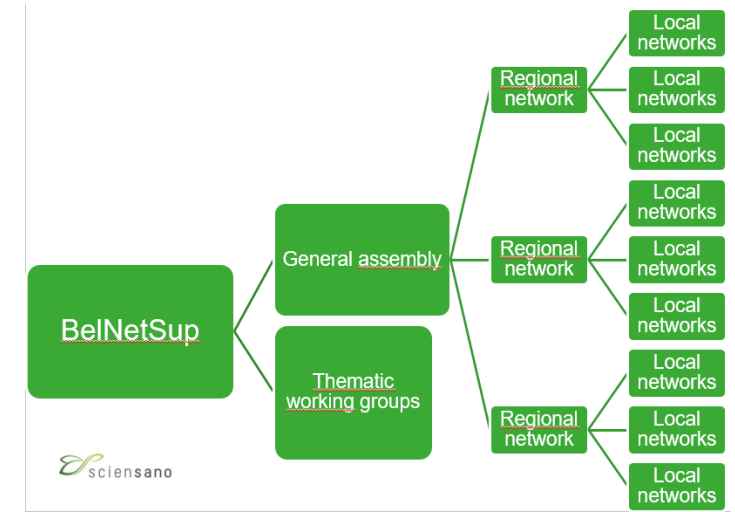 BelNetSup
General assembly
Thematic
working groups
Regional
network
Local
networks
Local
networks
Local
networks
Regional
network
Local
networks
Local
networks
Local
networks
Regional
network
Local
networks
Local
networks
Local
networks
sciensano